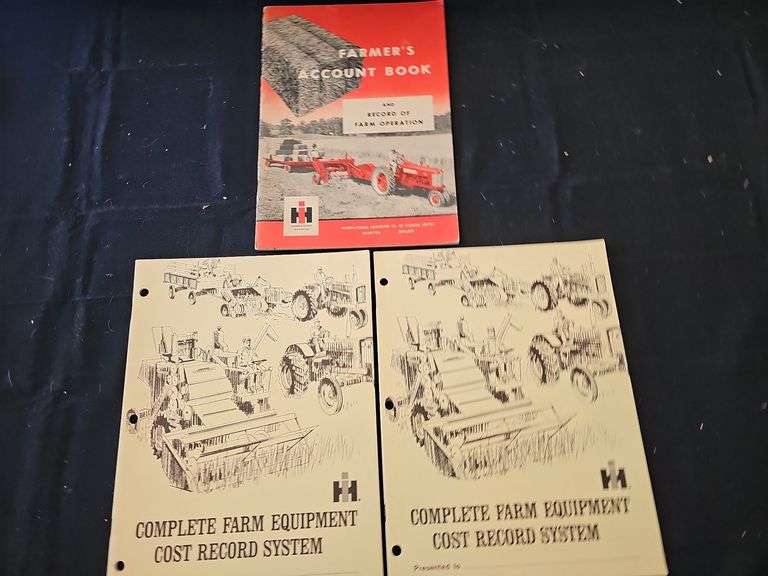 FARMER'S
ACCOUNT BOOK
AND
RECORD OF
FARM OPERATION
IH
IH
COMPLETE FARM EQUIPMENT
COST RECORD SYSTEM
IH
COMPLETE FARM EQUIPMENT
COST RECORD SYSTEM
Presented to